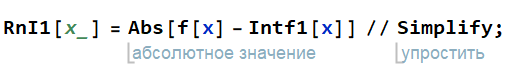 RnI1[x_] = Abs[f[x] - Intf1[x]] // Simplify;
абсолютное значение упростить